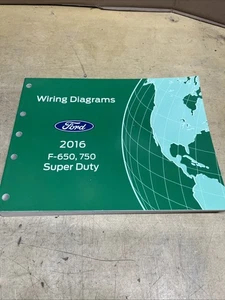 Wiring Diagrams
Ford
2016
F-650, 750
Super Duty